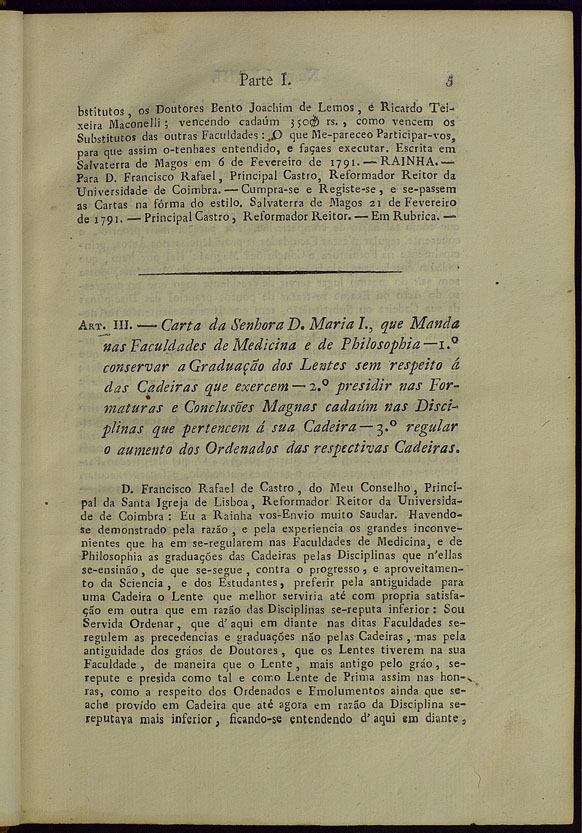 Parte I. 5
bstitutos, os Doutores Bento Joachim de Lemos, e Ricardo Tei-
xeira Maconelli; vencendo cadaúm 350$ rs., como vencem os
Substitutos das outras Faculdades: O que Me-pareceo Participar-vos,
para que assim o-tenhaes entendido, e façaes executar. Escrita em
Salvaterra de Magos em 6 de Fevereiro de 1791. — RAINHA. —
Para D. Francisco Rafael, Principal Castro, Reformador Reitor da
Universidade de Coimbra. — Cumpra-se e Registe-se, e se-passem
as Cartas na fórma do estilo. Salvaterra de Magos 21 de Fevereiro
de 1791. — Principal Castro, Reformador Reitor. — Em Rubrica. —
ART. III. — Carta da Senhora D. Maria I., que Manda
nas Faculdades de Medicina e de Philosophia — 1.º
conservar a Graduação dos Lentes sem respeito á
das Cadeiras que exercem — 2.º presidir nas For-
maturas e Conclusões Magnas cadaúm nas Disci-
plinas que pertencem á sua Cadeira — 3.º regular
o aumento dos Ordenados das respectivas Cadeiras.
D. Francisco Rafael de Castro, do Meu Conselho, Princi-
pal da Santa Igreja de Lisboa, Reformador Reitor da Universida-
de de Coimbra: Eu a Rainha vos-Envio muito Saudar. Havendo-
se demonstrado pela razão, e pela experiencia os grandes inconve-
nientes que ha em se-regularem nas Faculdades de Medicina, e de
Philosophia as graduações das Cadeiras pelas Disciplinas que n'ellas
se-ensinão, de que se-segue, contra o progresso, e aproveitamen-
to da Sciencia, e dos Estudantes, preferir pela antiguidade para
uma Cadeira o Lente que melhor serviria até com propria satisfa-
ção em outra que em razão das Disciplinas se-reputa inferior: Sou
Servida Ordenar, que d'aqui em diante nas ditas Faculdades se-
regulem as precedencias e graduações não pelas Cadeiras, mas pela
antiguidade dos gráos de Doutores, que os Lentes tiverem na sua
Faculdade, de maneira que o Lente, mais antigo pelo gráo, se-
repute e presida como tal e como Lente de Prima assim nas hon-
ras, como a respeito dos Ordenados e Emolumentos ainda que se-
ache provído em Cadeira que até agora em razão da Disciplina se-
reputava mais inferior, ficando-se entendendo d'aqui em diante,